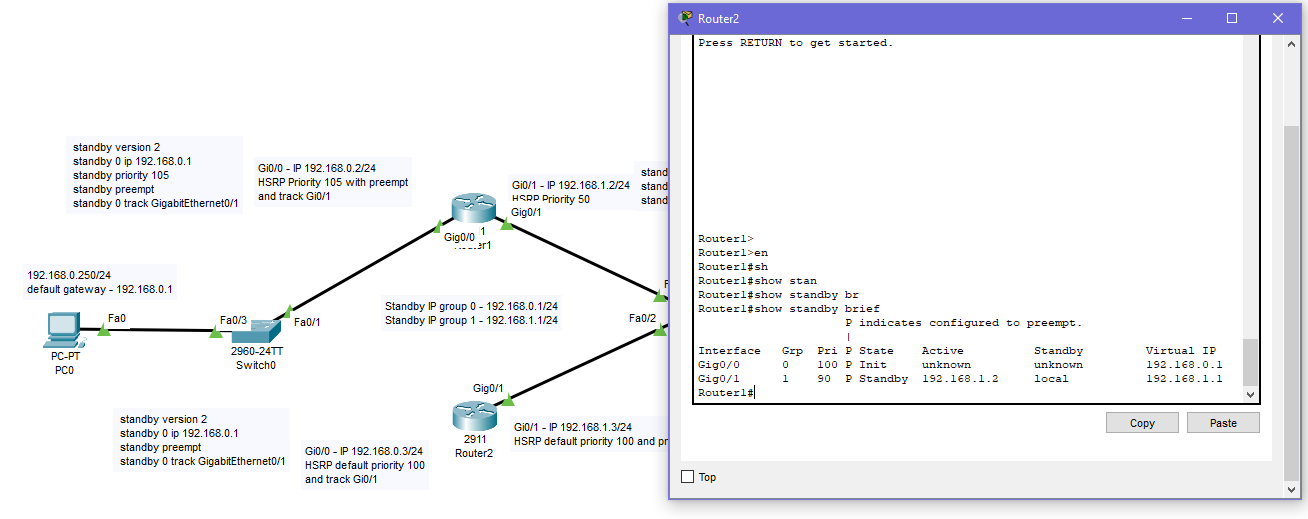 standby version 2
standby 0 ip 192.168.0.1
standby priority 105
standby preempt
standby 0 track GigabitEthernet0/1
Gi0/0 - IP 192.168.0.2/24
HSRP Priority 105 with preempt
and track Gi0/1
Gi0/1 - IP 192.168.1.2/24
HSRP Priority 50
Gig0/1
stand
stand
stand
Gig0/0
192.168.0.250/24
default gateway - 192.168.0.1
Fa0
PC-PT
PC0
Fa0/3
Fa0/1
2960-24TT
Switch0
Standby IP group 0 - 192.168.0.1/24
Standby IP group 1 - 192.168.1.1/24
Fa0/2
Gig0/1
2911
Router2
standby version 2
standby 0 ip 192.168.0.1
standby preempt
standby 0 track GigabitEthernet0/1
Gi0/0 - IP 192.168.0.3/24
HSRP default priority 100
and track Gi0/1
Gi0/1 - IP 192.168.1.3/24
HSRP default priority 100 and pr
Router2
Press RETURN to get started.
Router1>
Router1>en
Router1#sh
Router1#show stan
Router1#show standby br
Router1#show standby brief
P indicates configured to preempt.
|
Interface Grp Pri P State Active Standby Virtual IP
Gig0/0 0 100 P Init unknown unknown 192.168.0.1
Gig0/1 1 90 P Standby 192.168.1.2 local 192.168.1.1
Router1#
Copy
Paste
Top